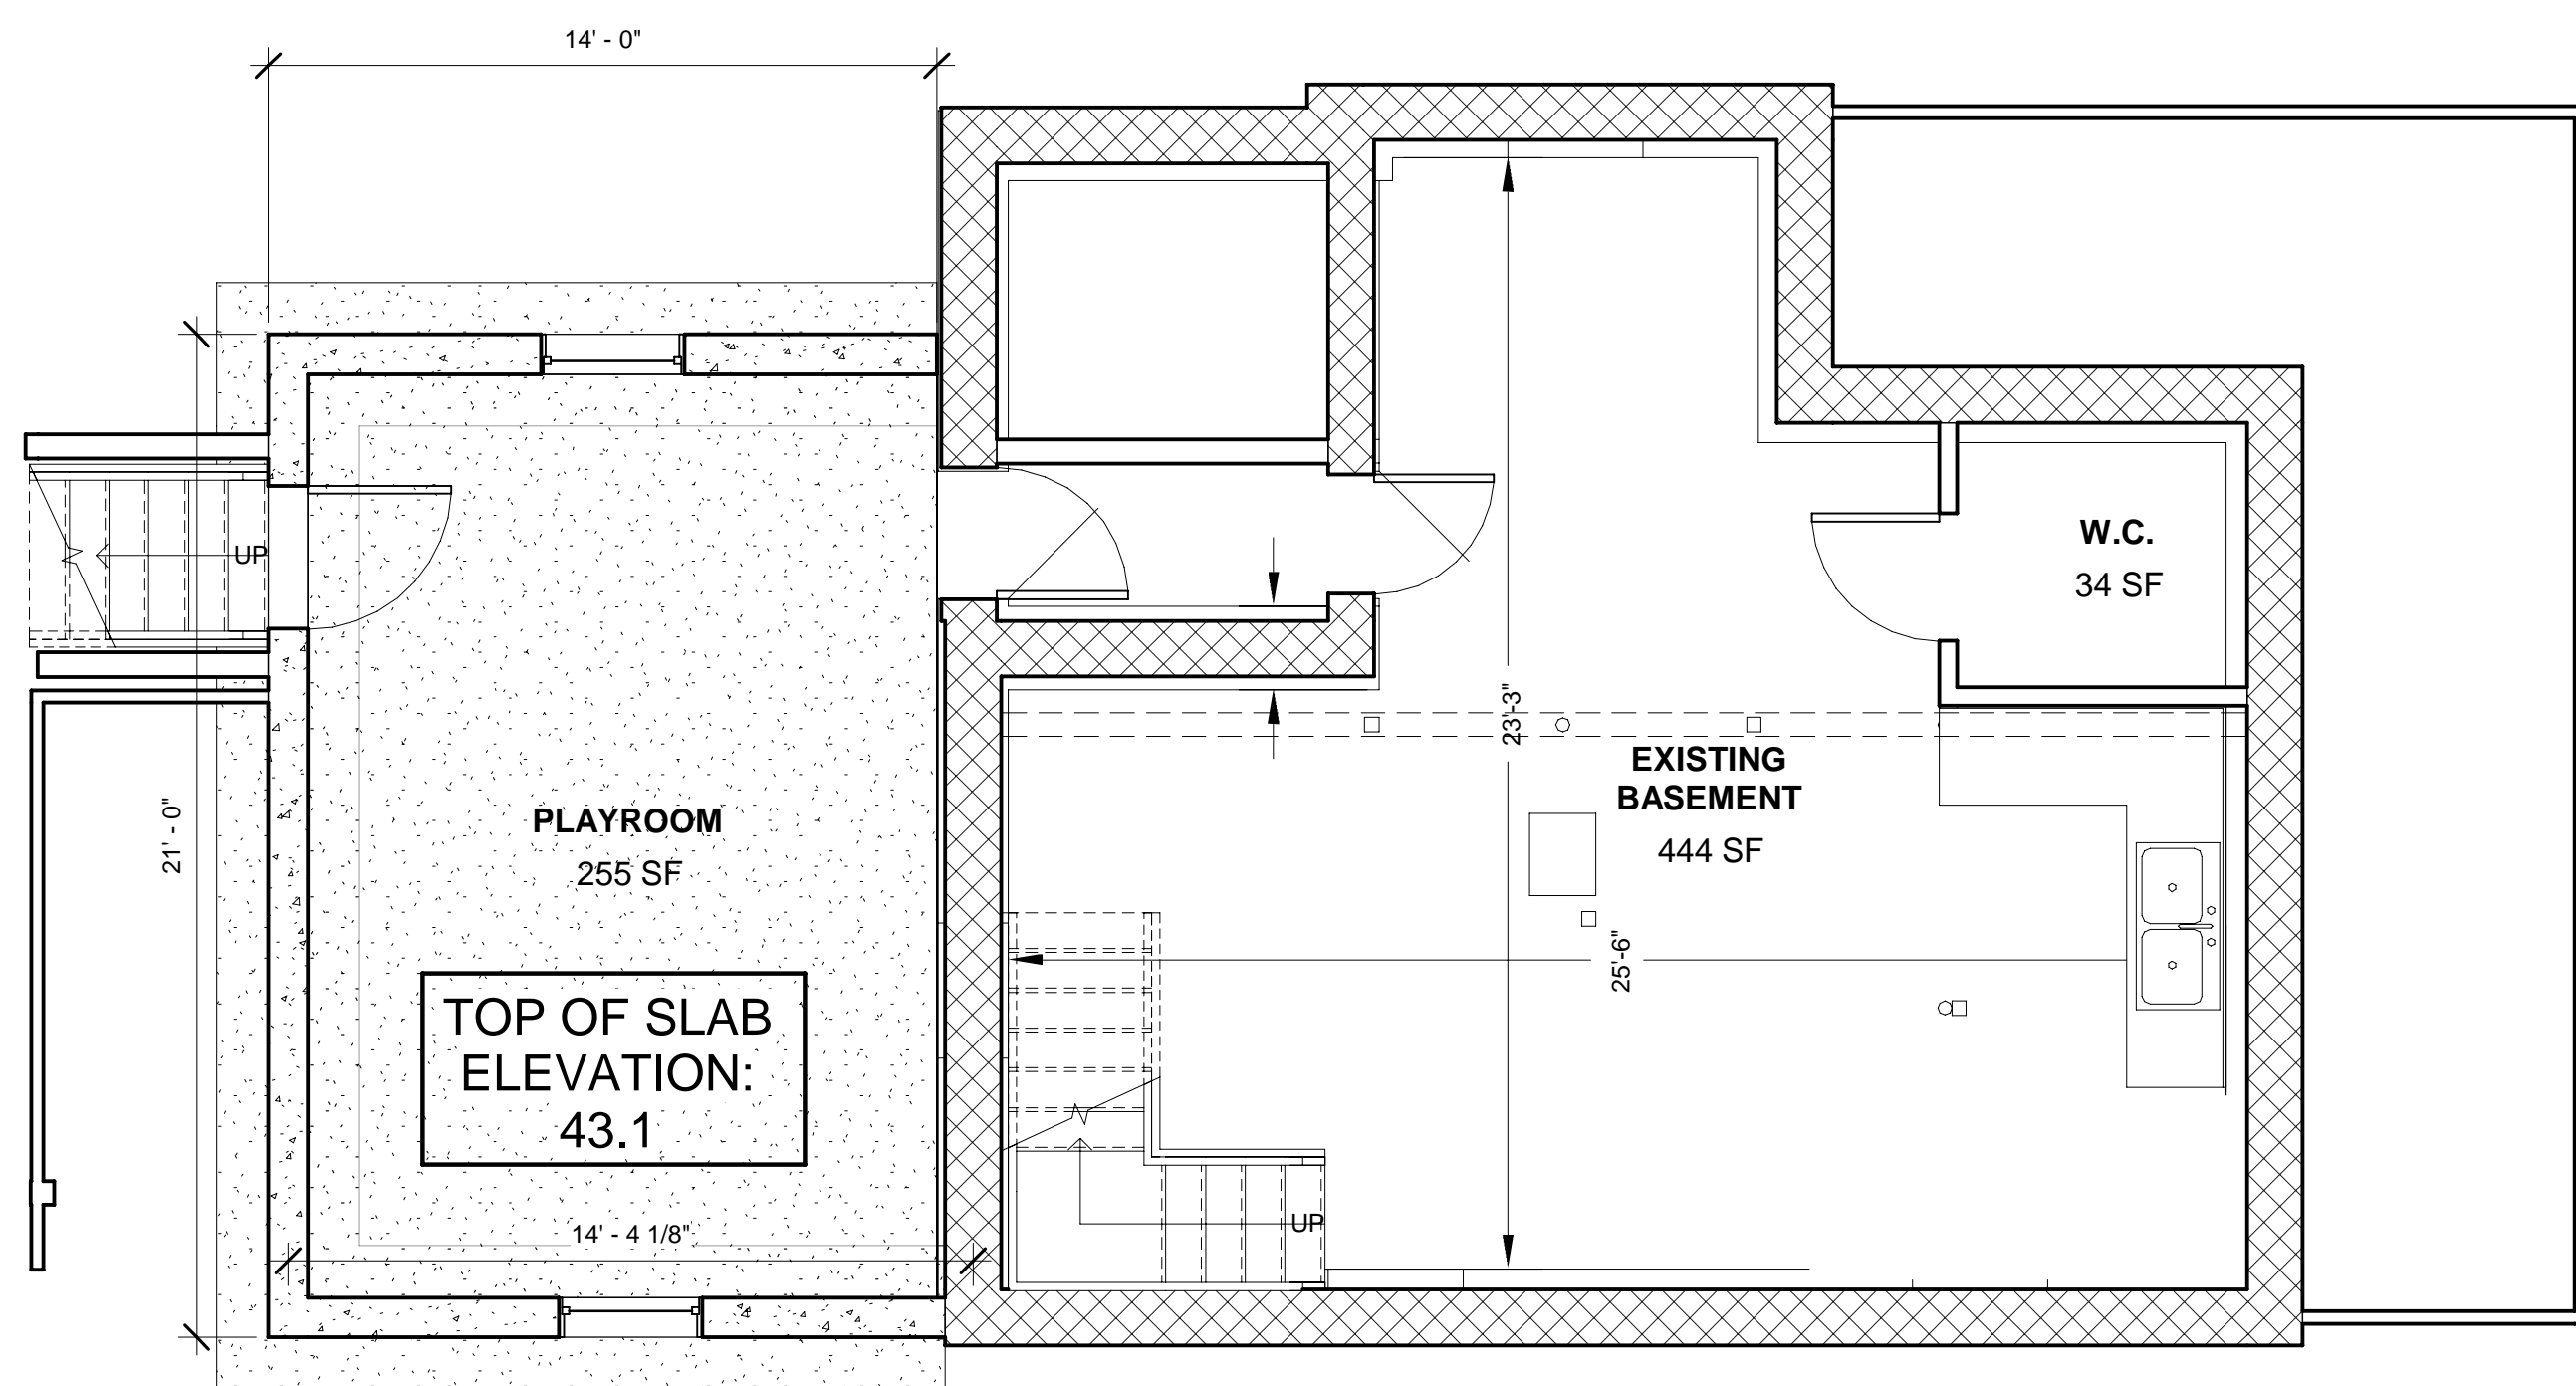 14' - 0"
UP
W.C.
34 SF
23'-3"
EXISTING
BASEMENT
444 SF
21' - 0"
PLAYROOM
255 SF
25'-6"
TOP OF SLAB
ELEVATION:
43.1
UP
14' - 4 1/8"